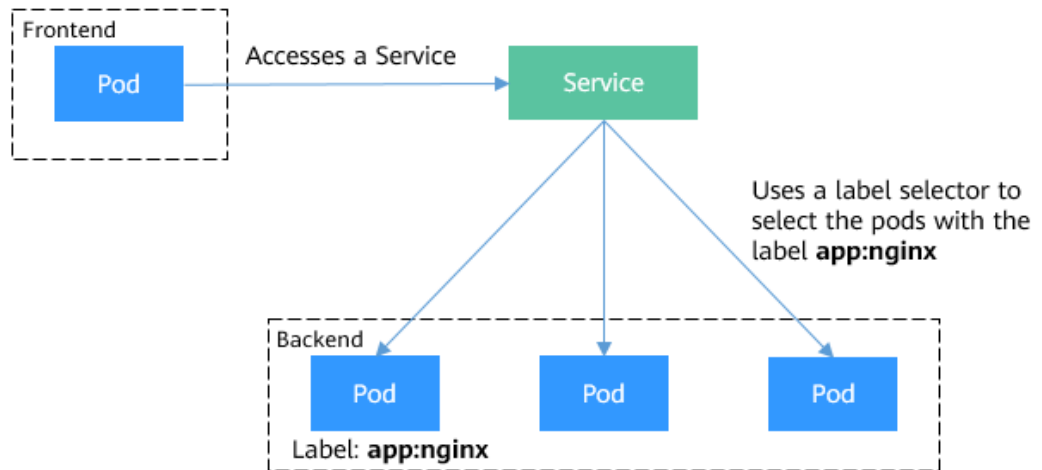 Frontend
Pod
Accesses a Service
Service
Uses a label selector to
select the pods with the
label app:nginx
Backend
Pod
Pod
Pod
Label: app:nginx